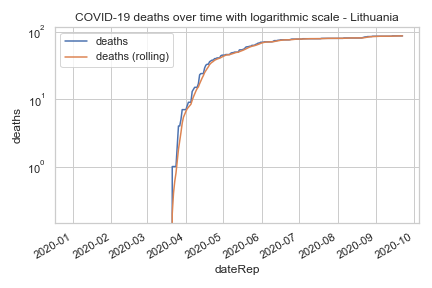 COVID-19 deaths over time with logarithmic scale - Lithuania
deaths
deaths (rolling)
10²
10¹
10⁰
deaths
2020-01
2020-02
2020-03
2020-04
2020-05
2020-06
2020-07
2020-08
2020-09
2020-10
dateRep